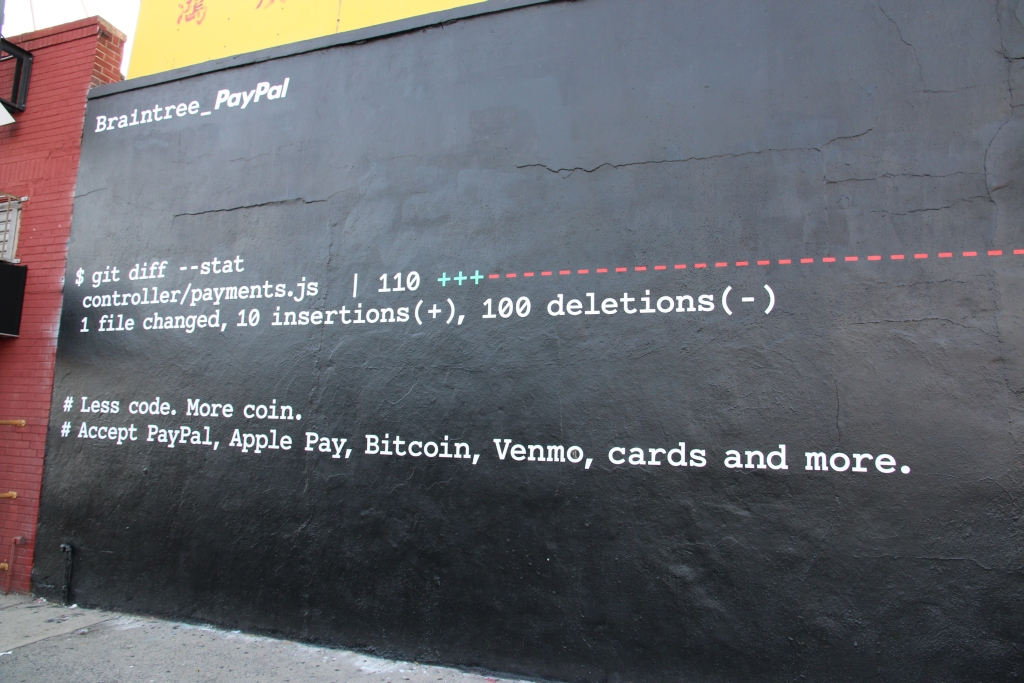 Braintree_PayPal
$ git diff --stat
controller/payments.js | 110 +++------------------------
1 file changed, 10 insertions(+), 100 deletions(-)
# Less code. More coin.
# Accept PayPal, Apple Pay, Bitcoin, Venmo, cards and more.